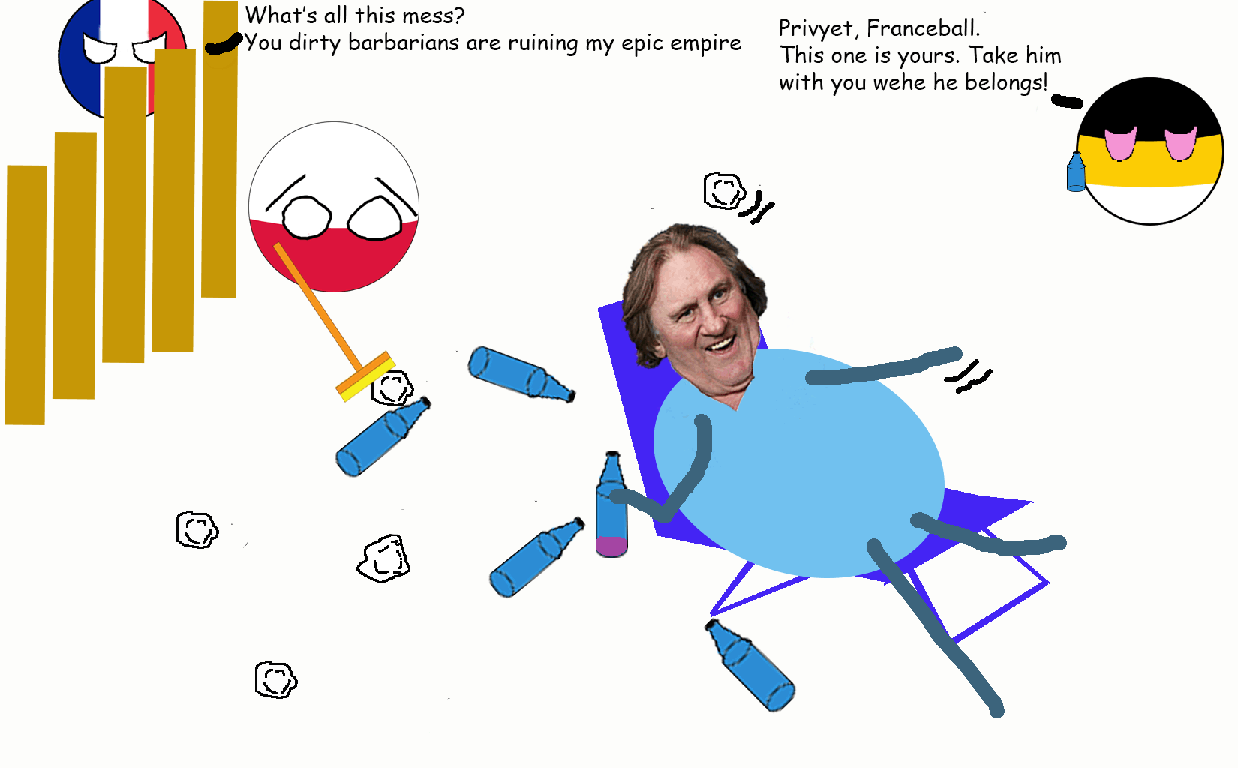 What's all this mess?
You dirty barbarians are ruining my epic empire
Privyet, Franceball.
This one is yours. Take him
with you wehe he belongs!